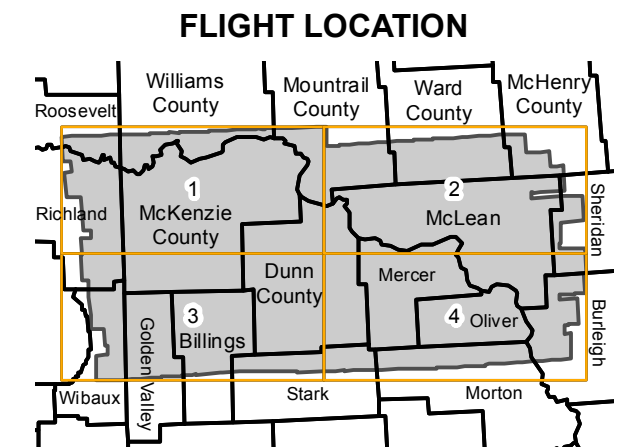 FLIGHT LOCATION
Williams
County
Mountrail
County
Ward
County
McHenry
County
Roosevelt
1
2
Richland
McKenzie
County
McLean
Sheridan
Dunn
County
Mercer
3
Billings
4
Oliver
Golden Valley
Burleigh
Wibaux
Stark
Morton